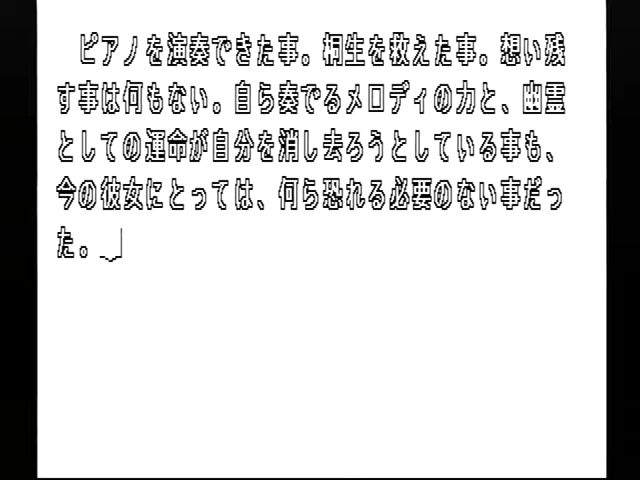 ピアノを演奏できた事。桐生を救えた事。想い残
す事は何もない。自ら奏でるメロディの力と、幽霊
としての運命が自分を消し去ろうとしている事も、
今の彼女にとっては、何ら恐れる必要のない事だっ
た。